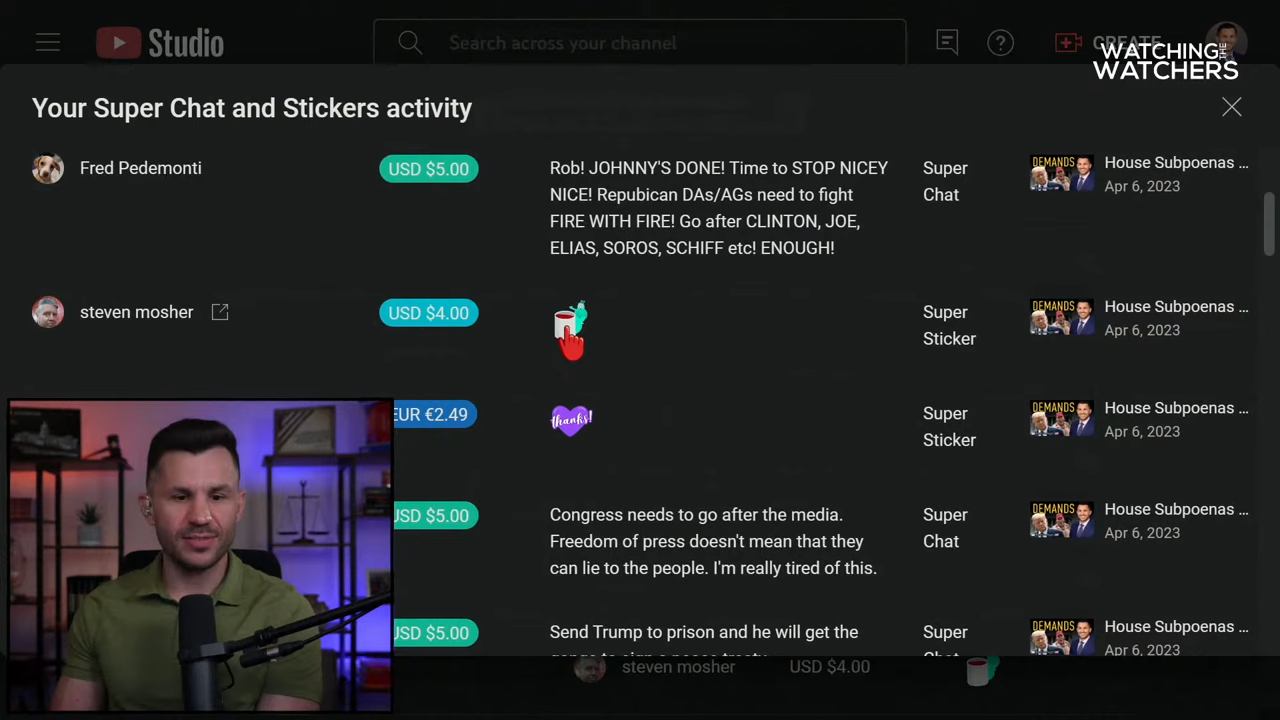 Studio
Search across your channel
CREATE
WATCHING THE
WATCHERS
Your Super Chat and Stickers activity
Fred Pedemonti
USD $5.00
Rob! JOHNNY'S DONE! Time to STOP NICEY
NICE! Repubican DAs/AGs need to fight
FIRE WITH FIRE! Go after CLINTON, JOE,
ELIAS, SOROS, SCHIFF etc! ENOUGH!
Super
Chat
DEMANDS
House Subpoenas ...
Apr 6, 2023
steven mosher
USD $4.00
Super
Sticker
DEMANDS
House Subpoenas ...
Apr 6, 2023
EUR €2.49
thanks!
Super
Sticker
DEMANDS
House Subpoenas ...
Apr 6, 2023
USD $5.00
Congress needs to go after the media.
Freedom of press doesn't mean that they
can lie to the people. I'm really tired of this.
Super
Chat
DEMANDS
House Subpoenas ...
Apr 6, 2023
USD $5.00
Send Trump to prison and he will get the
gangs to sign a peace treaty
Super
Chat
DEMANDS
House Subpoenas ...
Apr 6, 2023
steven mosher
USD $4.00